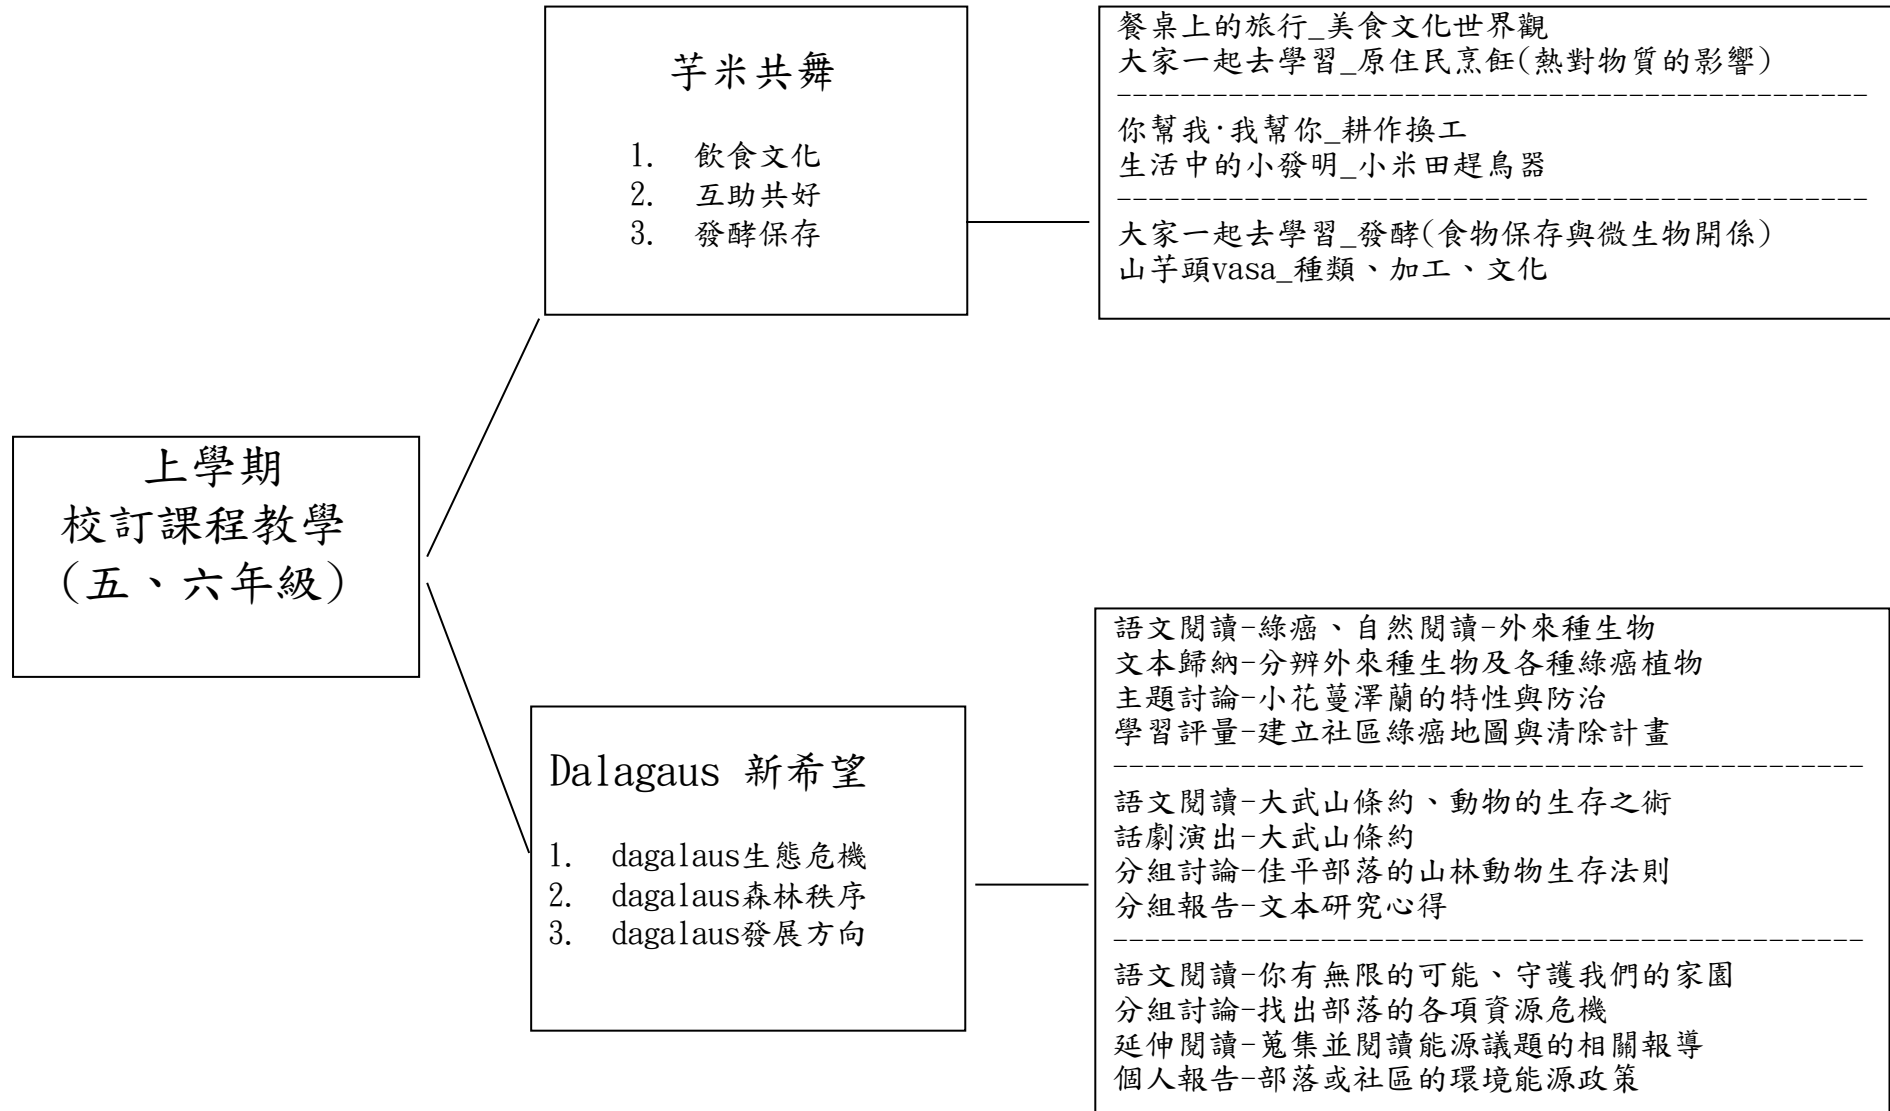 上學期
校訂課程教學
(五、六年級)
芋米共舞
1. 飲食文化
2. 互助共好
3. 發酵保存
餐桌上的旅行_美食文化世界觀
大家一起去學習_原住民烹飪(熱對物質的影響)
-----------------------------------------------
你幫我·我幫你_耕作換工
生活中的小發明_小米田趕鳥器
-----------------------------------------------
大家一起去學習_發酵(食物保存與微生物開係)
山芋頭vasa_種類、加工、文化
Dalagaus 新希望
1. dagalaus生態危機
2. dagalaus森林秩序
3. dagalaus發展方向
語文閱讀-綠癌、自然閱讀-外來種生物
文本歸納-分辨外來種生物及各種綠癌植物
主題討論-小花蔓澤蘭的特性與防治
學習評量-建立社區綠癌地圖與清除計畫
-----------------------------------------------
語文閱讀-大武山條約、動物的生存之術
話劇演出-大武山條約
分組討論-佳平部落的山林動物生存法則
分組報告-文本研究心得
-----------------------------------------------
語文閱讀-你有無限的可能、守護我們的家園
分組討論-找出部落的各項資源危機
延伸閱讀-蒐集並閱讀能源議題的相關報導
個人報告-部落或社區的環境能源政策